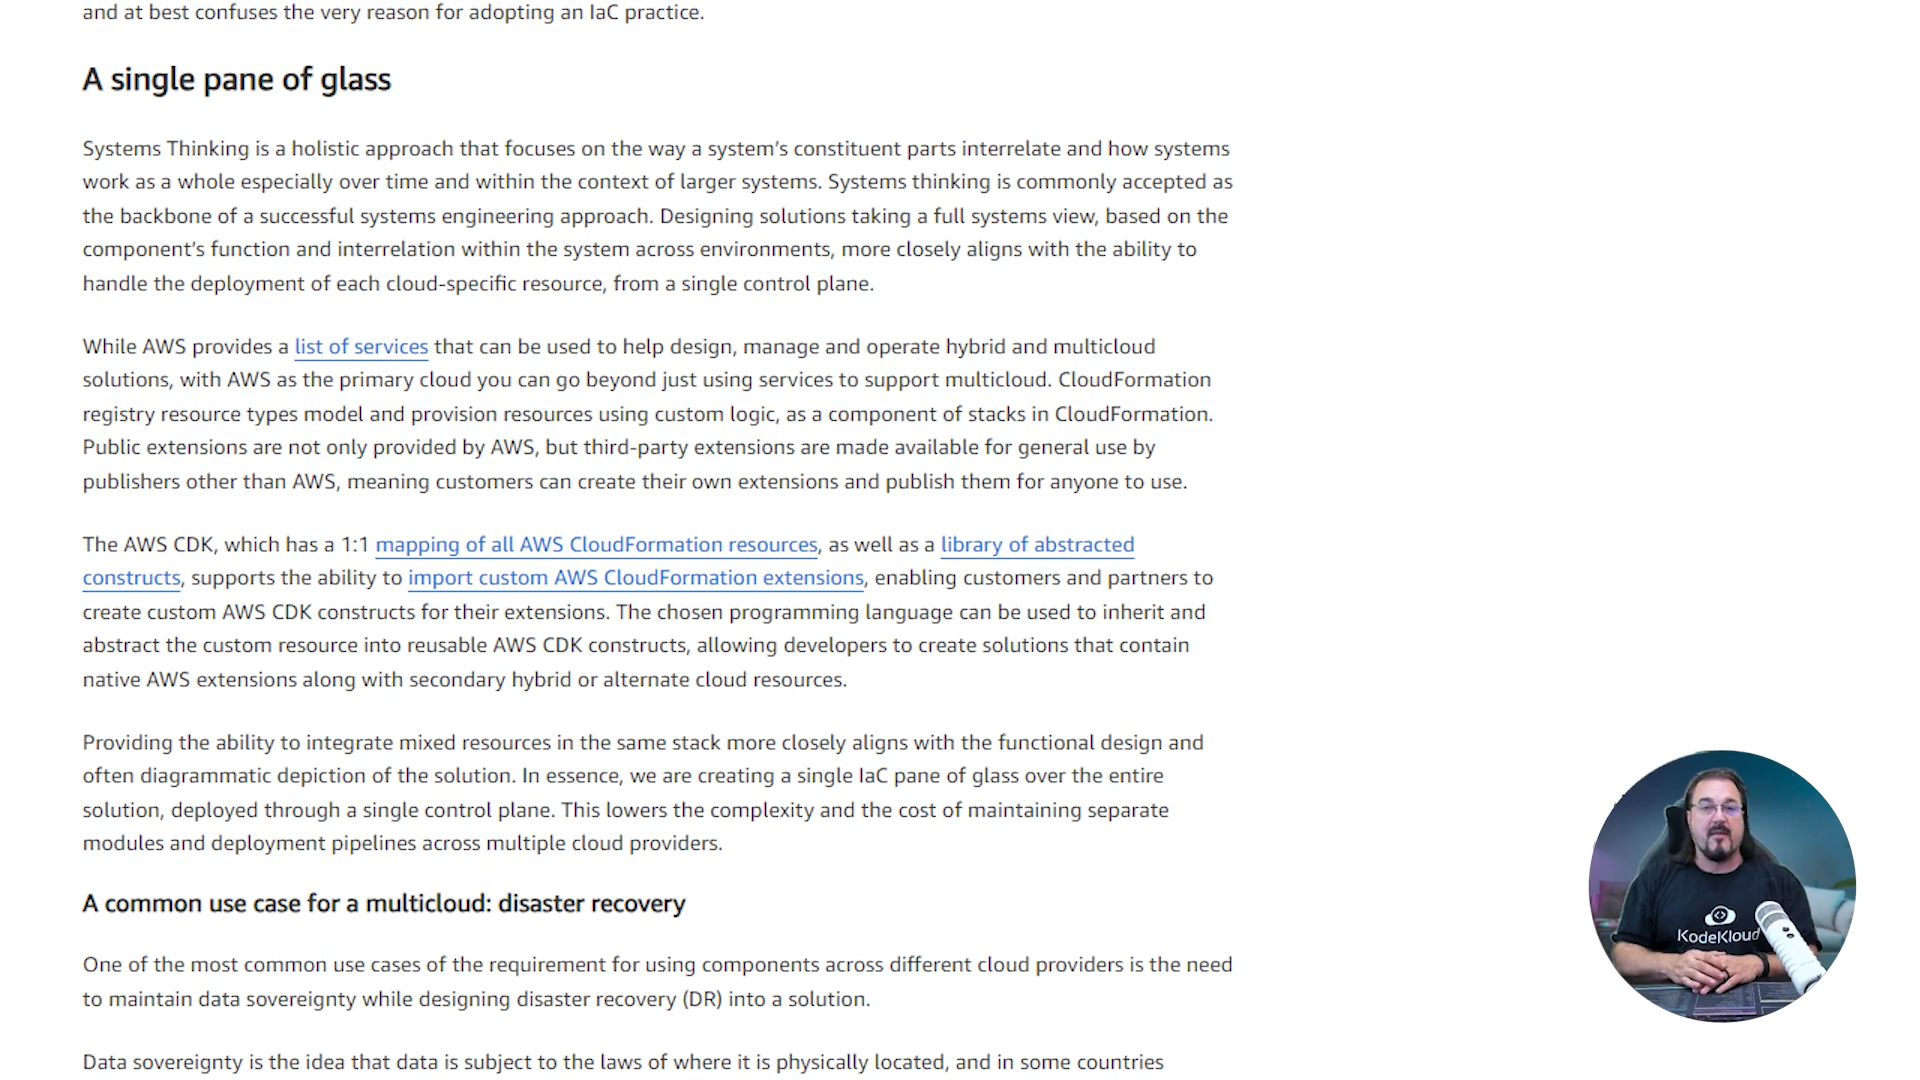 and at best confuses the very reason for adopting an IaC practice.
A single pane of glass
Systems Thinking is a holistic approach that focuses on the way a system’s constituent parts interrelate and how systems
work as a whole especially over time and within the context of larger systems. Systems thinking is commonly accepted as
the backbone of a successful systems engineering approach. Designing solutions taking a full systems view, based on the
component’s function and interrelation within the system across environments, more closely aligns with the ability to
handle the deployment of each cloud-specific resource, from a single control plane.
While AWS provides a list of services that can be used to help design, manage and operate hybrid and multicloud
solutions, with AWS as the primary cloud you can go beyond just using services to support multicloud. CloudFormation
registry resource types model and provision resources using custom logic, as a component of stacks in CloudFormation.
Public extensions are not only provided by AWS, but third-party extensions are made available for general use by
publishers other than AWS, meaning customers can create their own extensions and publish them for anyone to use.
The AWS CDK, which has a 1:1 mapping of all AWS CloudFormation resources, as well as a library of abstracted
constructs, supports the ability to import custom AWS CloudFormation extensions, enabling customers and partners to
create custom AWS CDK constructs for their extensions. The chosen programming language can be used to inherit and
abstract the custom resource into reusable AWS CDK constructs, allowing developers to create solutions that contain
native AWS extensions along with secondary hybrid or alternate cloud resources.
Providing the ability to integrate mixed resources in the same stack more closely aligns with the functional design and
often diagrammatic depiction of the solution. In essence, we are creating a single IaC pane of glass over the entire
solution, deployed through a single control plane. This lowers the complexity and the cost of maintaining separate
modules and deployment pipelines across multiple cloud providers.
A common use case for a multicloud: disaster recovery
One of the most common use cases of the requirement for using components across different cloud providers is the need
to maintain data sovereignty while designing disaster recovery (DR) into a solution.
Data sovereignty is the idea that data is subject to the laws of where it is physically located, and in some countries
KodeKloud